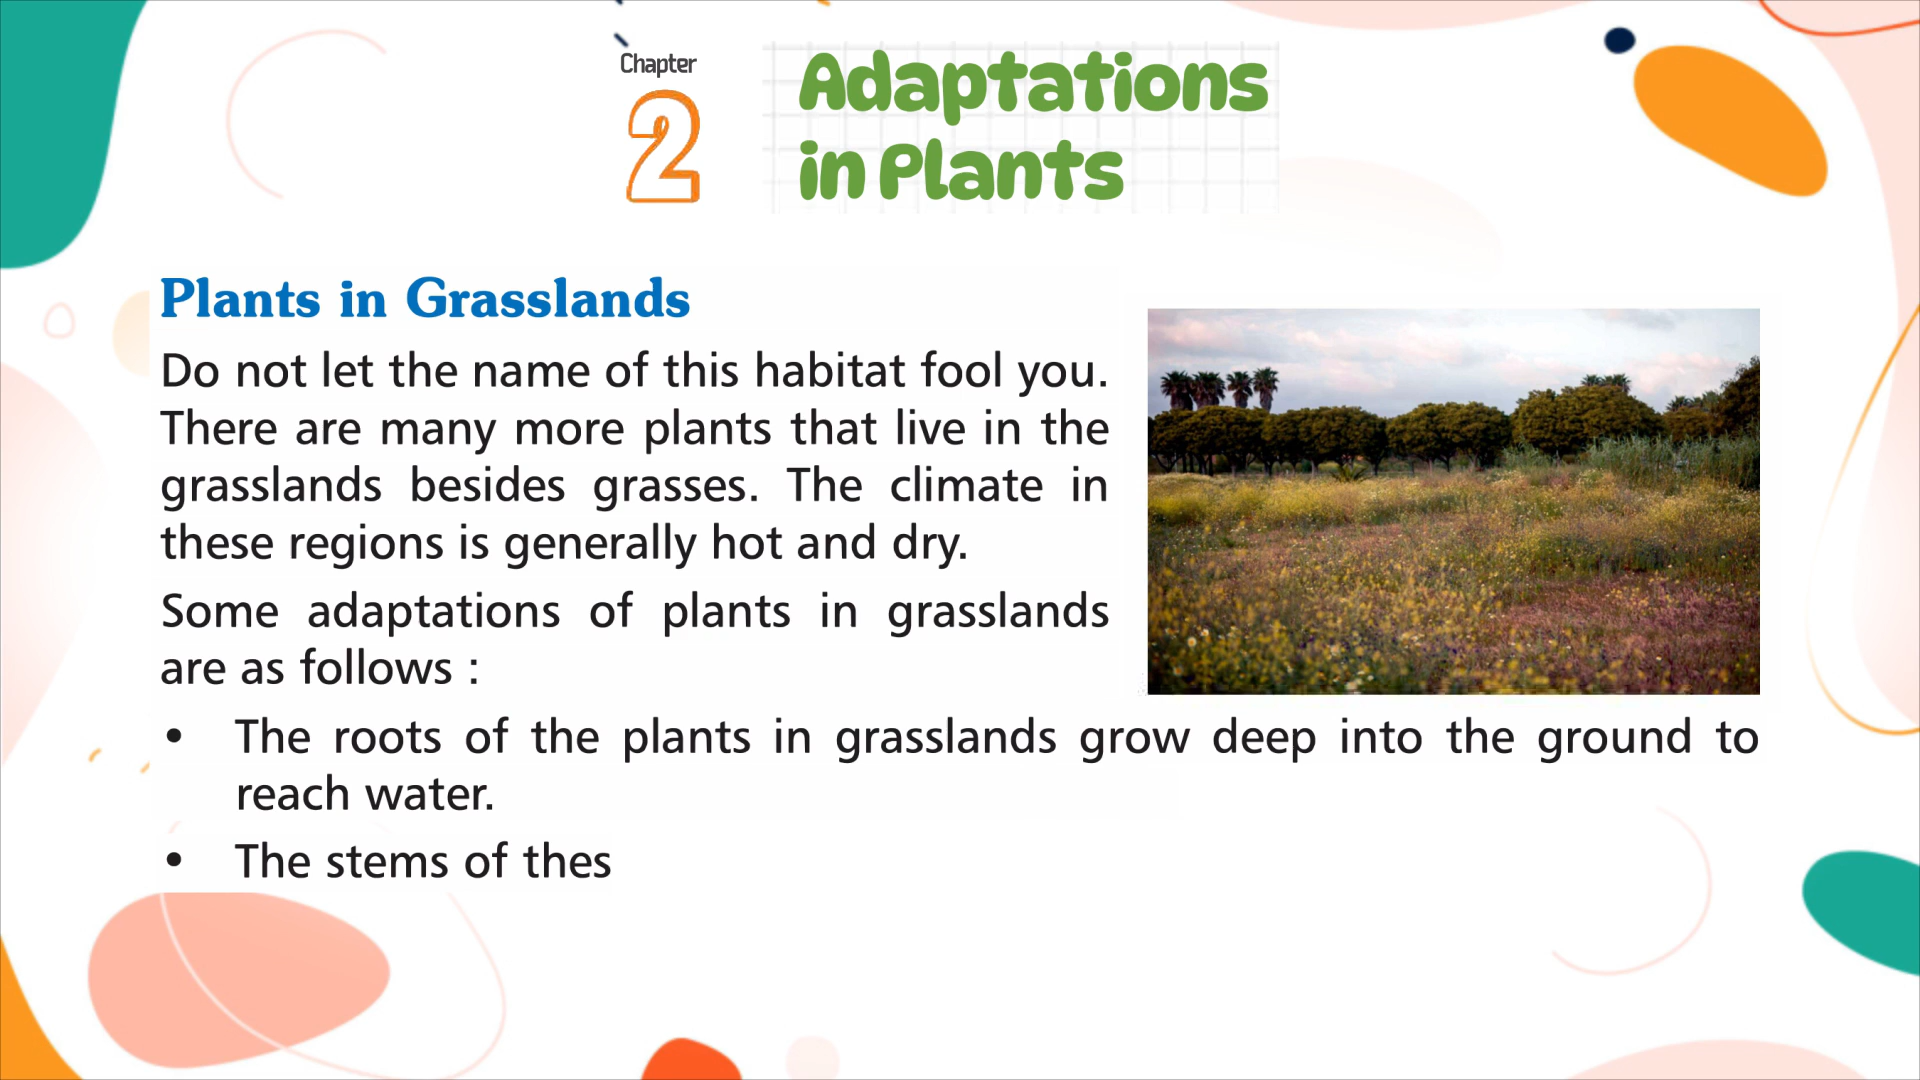 Chapter
2
Adaptations
in Plants
Plants in Grasslands
Do not let the name of this habitat fool you.
There are many more plants that live in the
grasslands besides grasses. The climate in
these regions is generally hot and dry.
Some adaptations of plants in grasslands
are as follows :
• The roots of the plants in grasslands grow deep into the ground to
reach water.
• The stems of thes